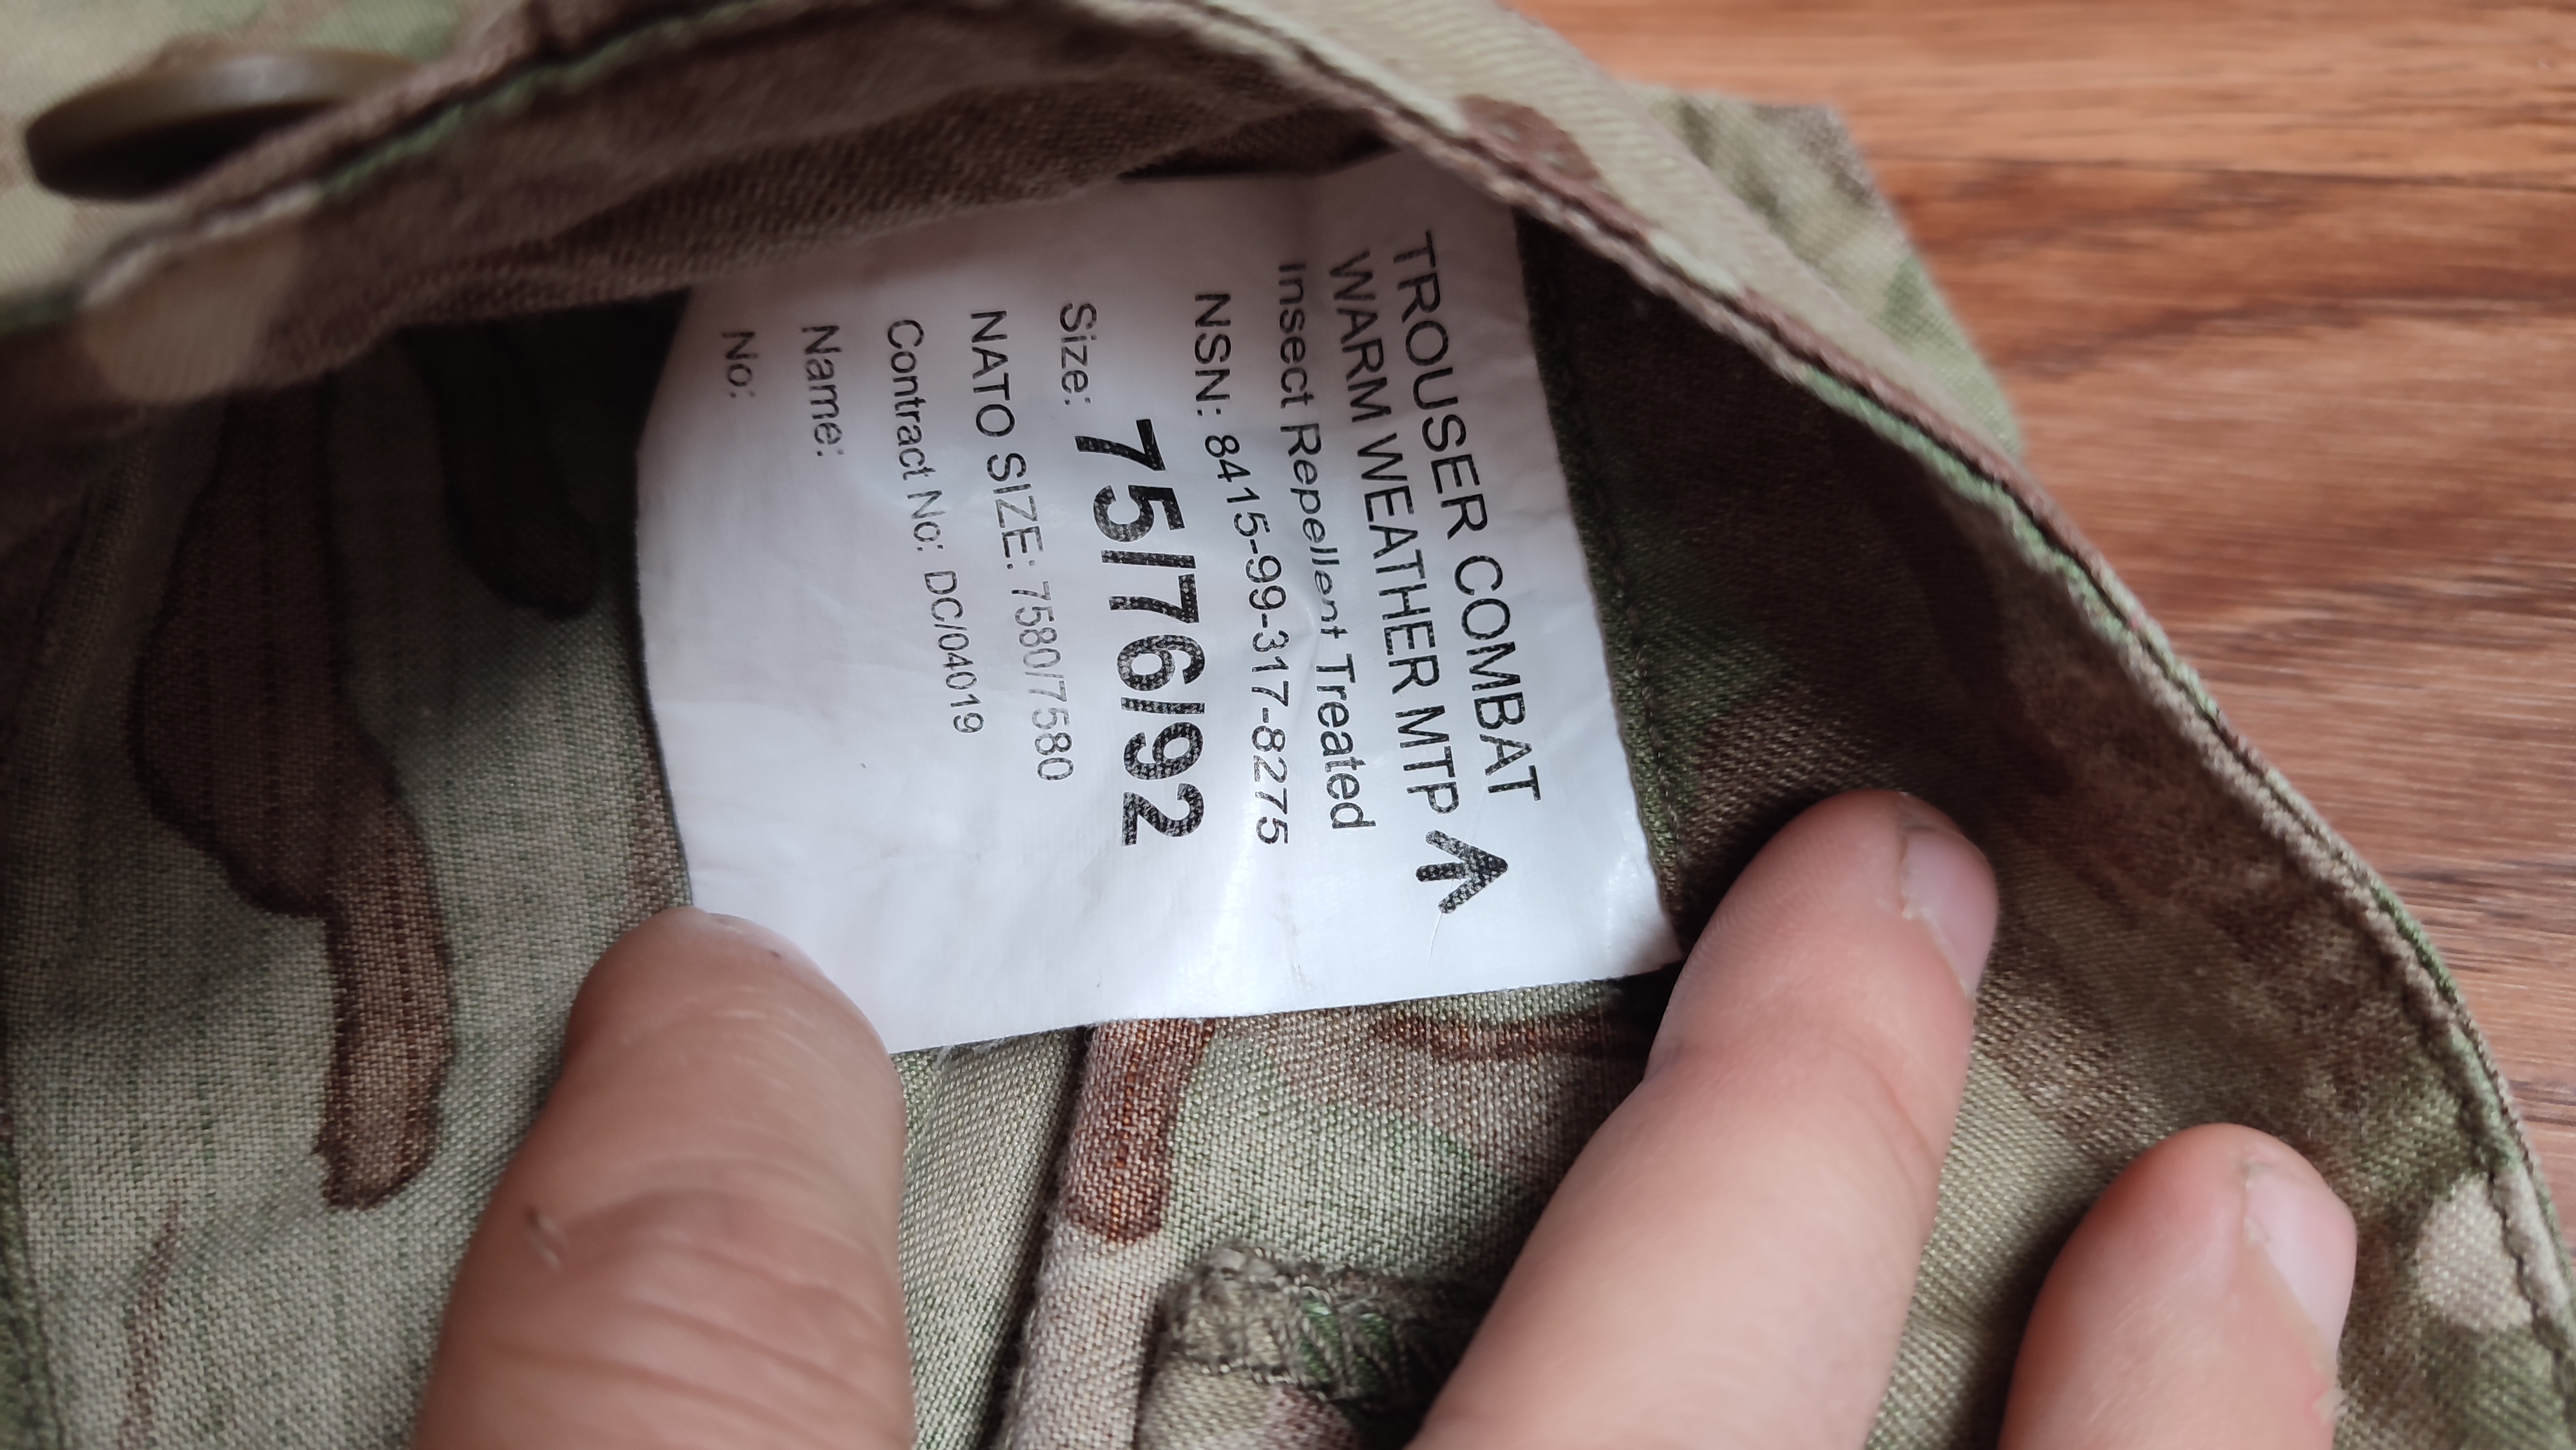 TROUSER COMBAT
WARM WEATHER MTP
Insect Repellent Treated
NSN: 8415-99-317-8275
Size: 75/76/92
NATO SIZE: 7580/7580
Contract No: DC/04019
Name:
No: